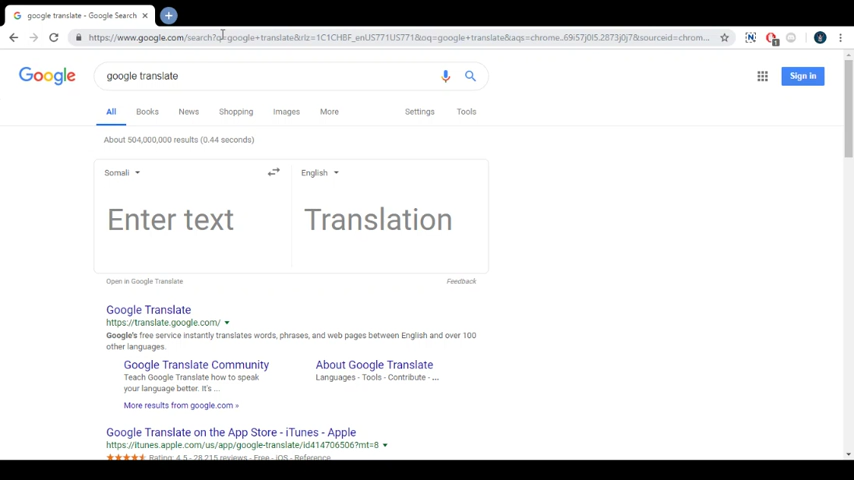 google translate - Google Search
https://www.google.com/search?q=google+translate&rlz=1C1CHBF_enUS771US771&oq=google+translate&aqs=chrome..69i57j0l5.2873j0j7&sourceid=chrom...
Google
google translate
Sign in
All Books News Shopping Images More Settings Tools
About 504,000,000 results (0.44 seconds)
Somali English
Enter text Translation
Open in Google Translate Feedback
Google Translate
https://translate.google.com/
Google's free service instantly translates words, phrases, and web pages between English and over 100
other languages.
Google Translate Community About Google Translate
Teach Google Translate how to speak Languages - Tools - Contribute - ...
your language better. It's ...
More results from google.com »
Google Translate on the App Store - iTunes - Apple
https://itunes.apple.com/us/app/google-translate/id414706506?mt=8
Rating: 4.5 - 28,215 reviews - Free - iOS - Reference